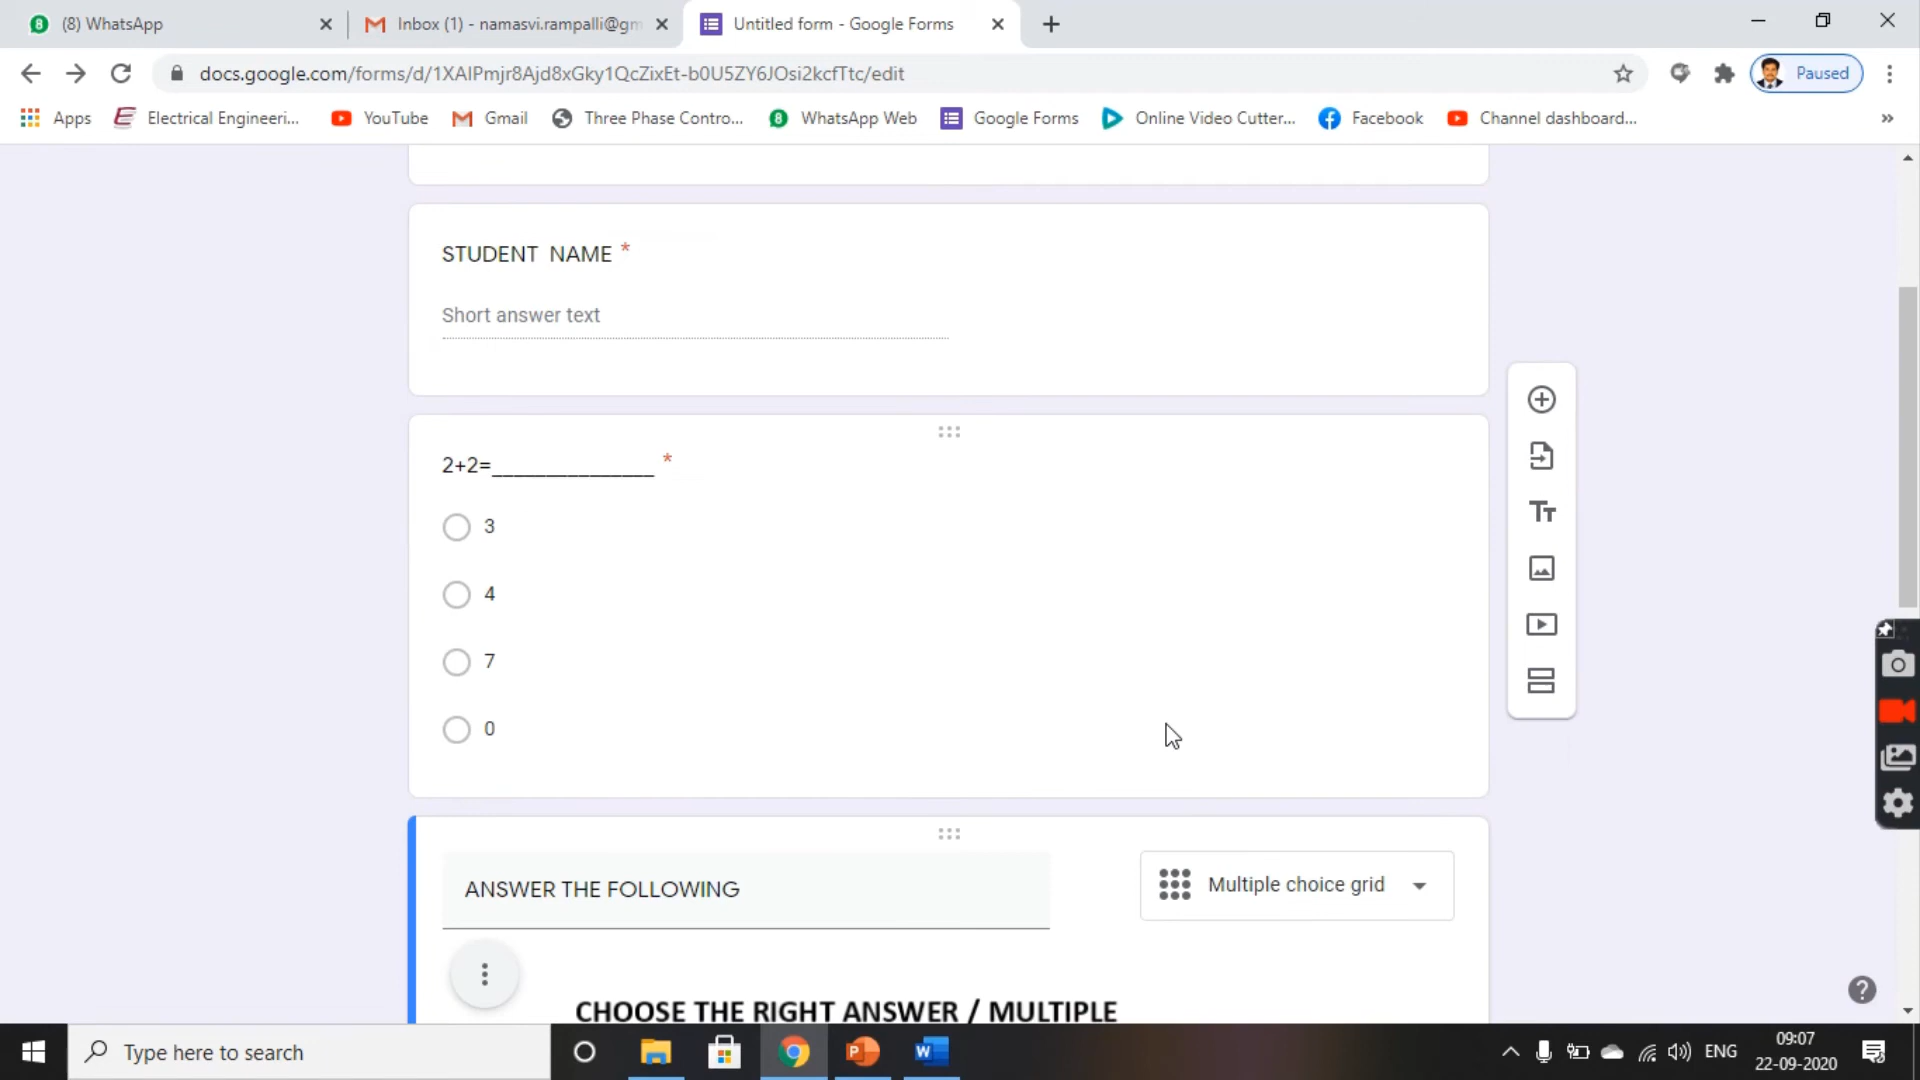 (8) WhatsApp
Inbox (1) - namasvi.rampalli@gm
Untitled form - Google Forms
docs.google.com/forms/d/1XAIPmjr8Ajd8xGky1QcZixEt-b0U5ZY6JOsi2kcfTtc/edit
Paused
Apps
Electrical Engineeri...
YouTube
Gmail
Three Phase Contro...
WhatsApp Web
Google Forms
Online Video Cutter...
Facebook
Channel dashboard...
STUDENT NAME *
Short answer text
2+2=_______________ *
3
4
7
0
ANSWER THE FOLLOWING
Multiple choice grid
CHOOSE THE RIGHT ANSWER / MULTIPLE
Type here to search
ENG
09:07
22-09-2020